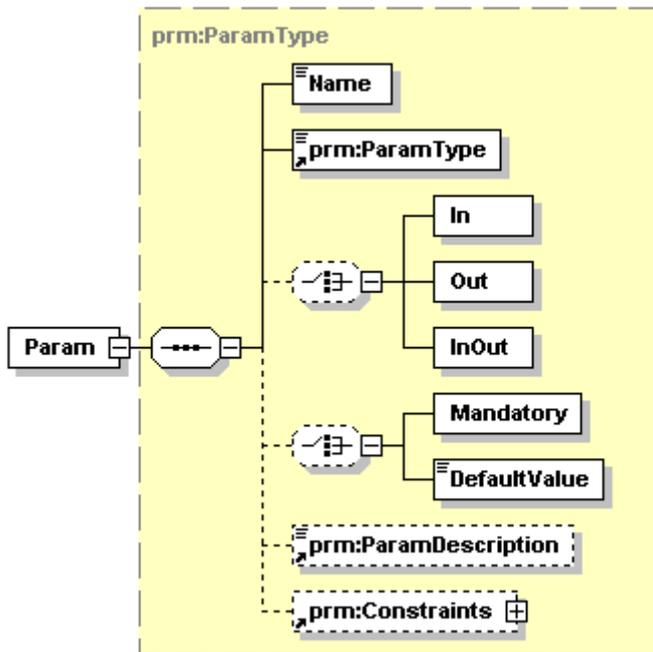 prm:ParamType
Name
prm:ParamType
In
Out
InOut
Param
Mandatory
DefaultValue
prm:ParamDescription
prm:Constraints